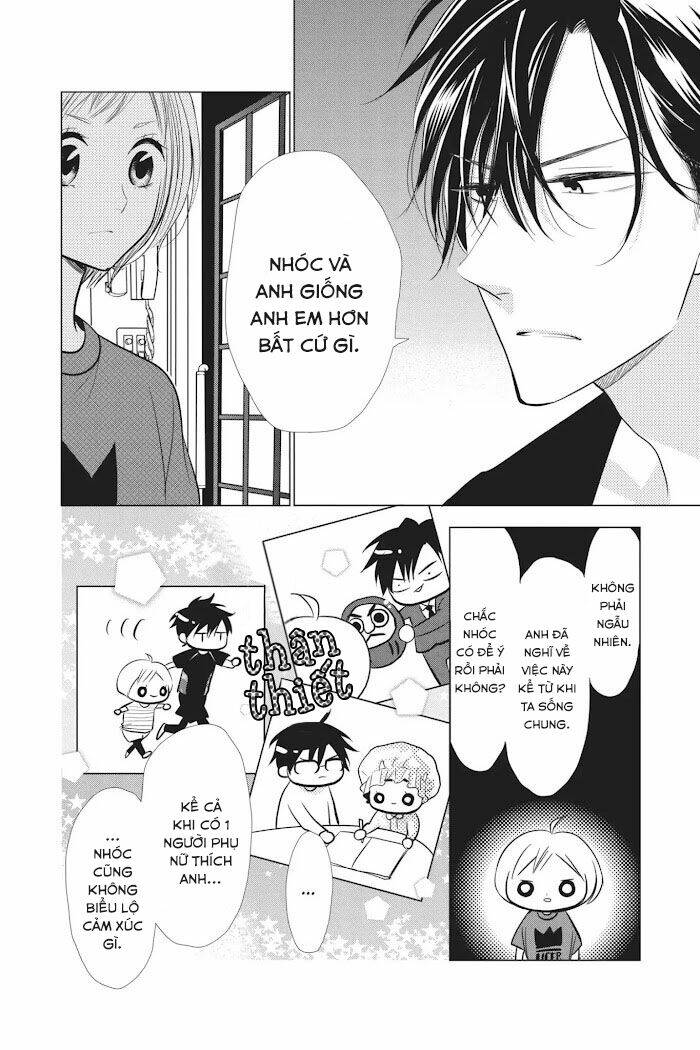 NHÓC VÀ
ANH GIỐNG
ANH EM HƠN
BẤT CỨ GÌ.
KHÔNG
PHẢI
NGẪU
NHIÊN.
ANH ĐÃ
NGHĨ VỀ
VIỆC NÀY
KỂ TỪ KHI
TA SỐNG
CHUNG.
CHẮC
NHÓC
CÓ ĐỂ Ý
RỒI PHẢI
KHÔNG?
thân
thiết
...
KỂ CẢ
KHI CÓ 1
NGƯỜI PHỤ
NỮ THÍCH
ANH...
...
NHÓC
CŨNG
KHÔNG
BIỂU LỘ
CẢM XÚC
GÌ.